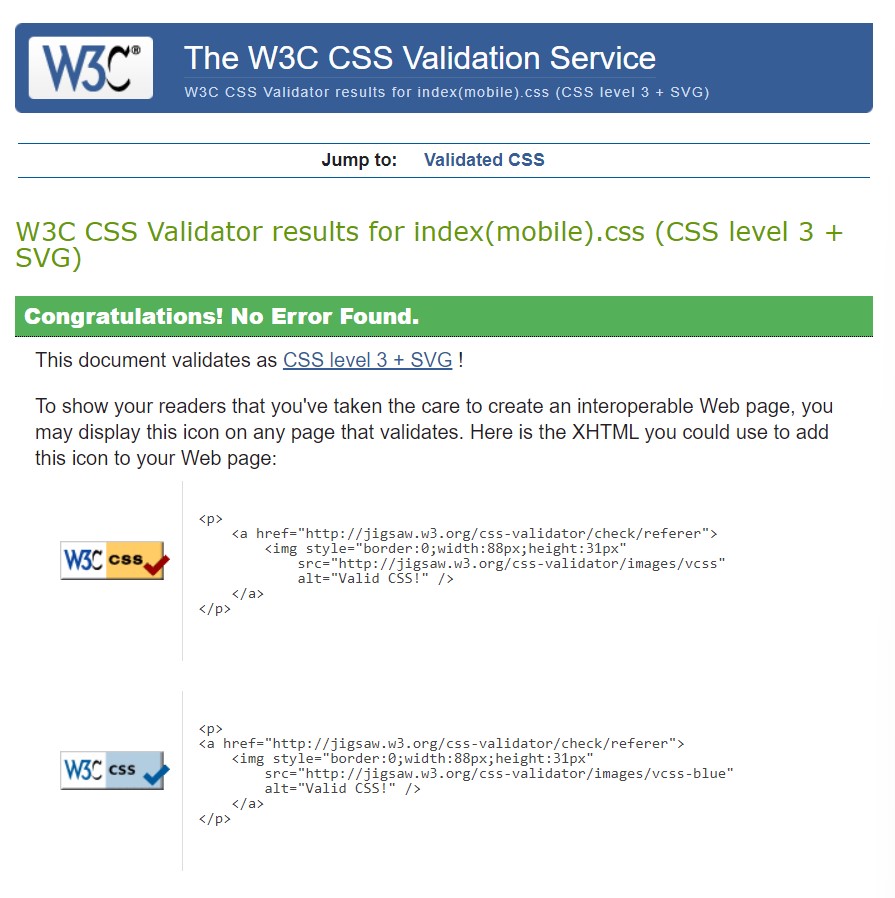 W3C®
The W3C CSS Validation Service
W3C CSS Validator results for index(mobile).css (CSS level 3 + SVG)
Jump to: Validated CSS
W3C CSS Validator results for index(mobile).css (CSS level 3 +
SVG)
Congratulations! No Error Found.
This document validates as CSS level 3 + SVG !
To show your readers that you've taken the care to create an interoperable Web page, you
may display this icon on any page that validates. Here is the XHTML you could use to add
this icon to your Web page:
W3C css
<p>
    <a href="http://jigsaw.w3.org/css-validator/check/referer">
        <img style="border:0;width:88px;height:31px"
            src="http://jigsaw.w3.org/css-validator/images/vcss"
            alt="Valid CSS!" />
    </a>
</p>
W3C css
<p>
<a href="http://jigsaw.w3.org/css-validator/check/referer">
    <img style="border:0;width:88px;height:31px"
        src="http://jigsaw.w3.org/css-validator/images/vcss-blue"
        alt="Valid CSS!" />
    </a>
</p>